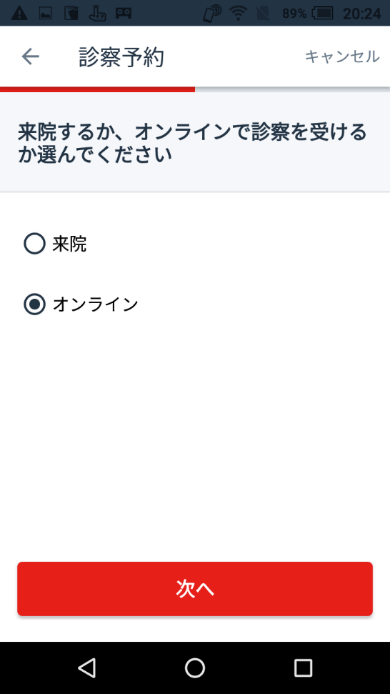 89% 20:24
診察予約 キャンセル
来院するか、オンラインで診察を受ける
か選んでください
来院
オンライン
次へ